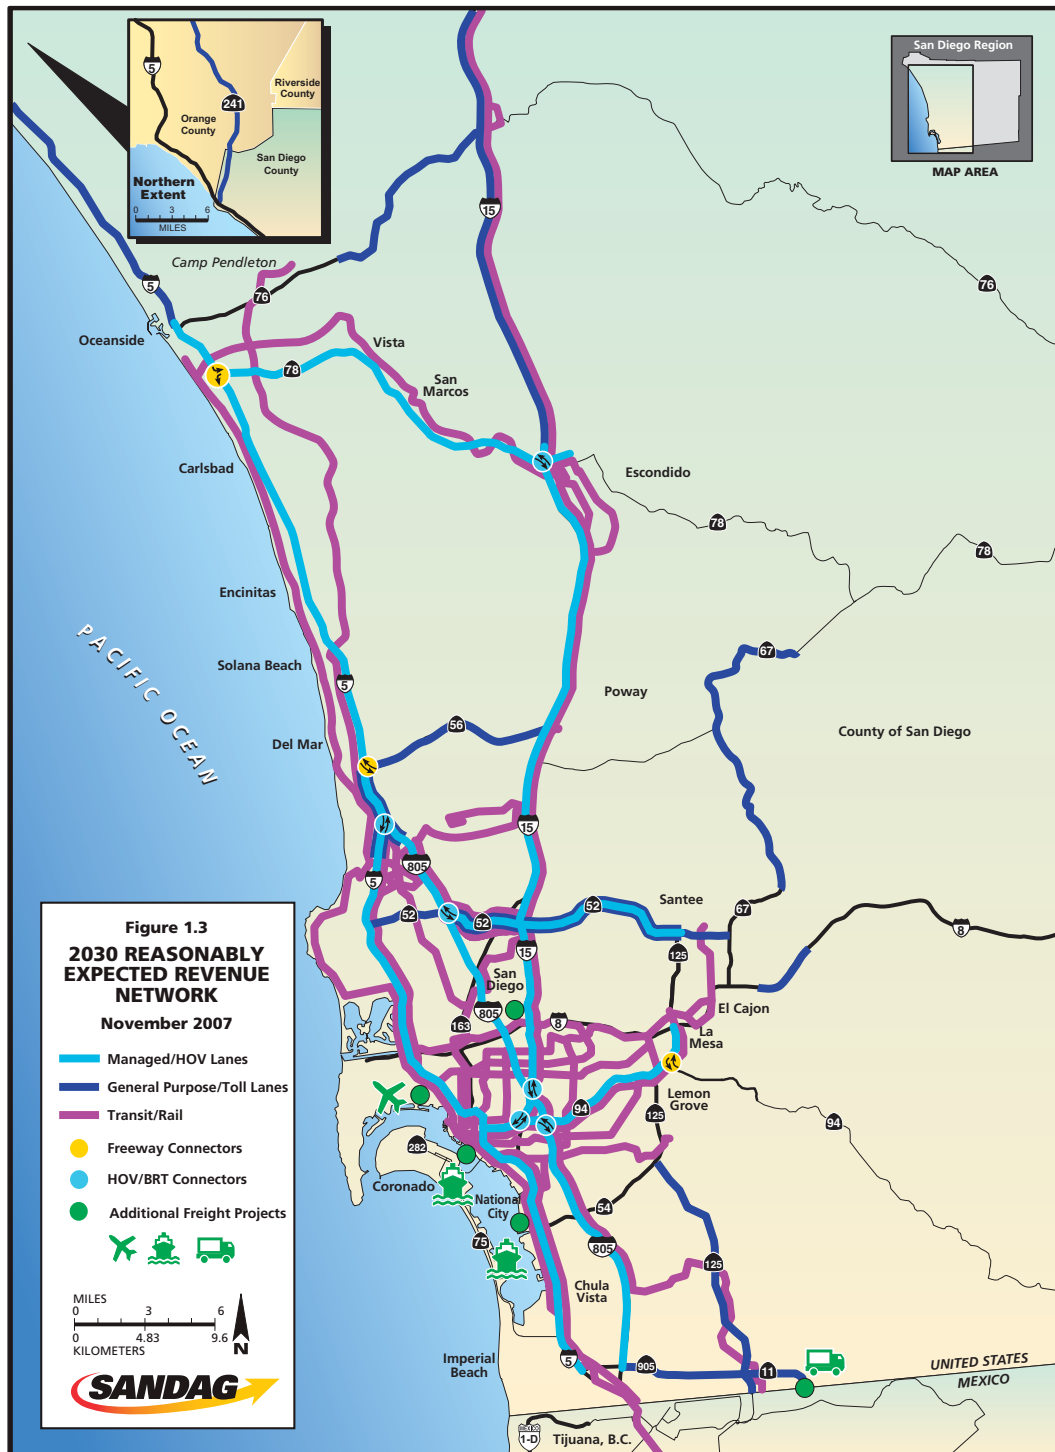 5
241
Riverside
County
Orange
County
San Diego
County
Northern
Extent
0 3 6
MILES
San Diego Region
MAP AREA
15
Camp Pendleton
5
76
76
Oceanside
Vista
78
San
Marcos
Carlsbad
Escondido
78
78
Encinitas
PACIFIC OCEAN
Solana Beach
67
5
Poway
56
County of San Diego
Del Mar
15
805
5
Santee
52
52
52
67
8
125
15
San
Diego
805
163
8
El Cajon
La
Mesa
Lemon
Grove
94
125
94
282
Coronado
National
City
54
75
805
125
Chula
Vista
Imperial
Beach
5
905
11
UNITED STATES
MEXICO
MEXICO
1-D
Tijuana, B.C.
Figure 1.3
2030 REASONABLY
EXPECTED REVENUE
NETWORK
November 2007
Managed/HOV Lanes
General Purpose/Toll Lanes
Transit/Rail
Freeway Connectors
HOV/BRT Connectors
Additional Freight Projects
MILES
0 3 6
0 4.83 9.6
KILOMETERS
N
SANDAG